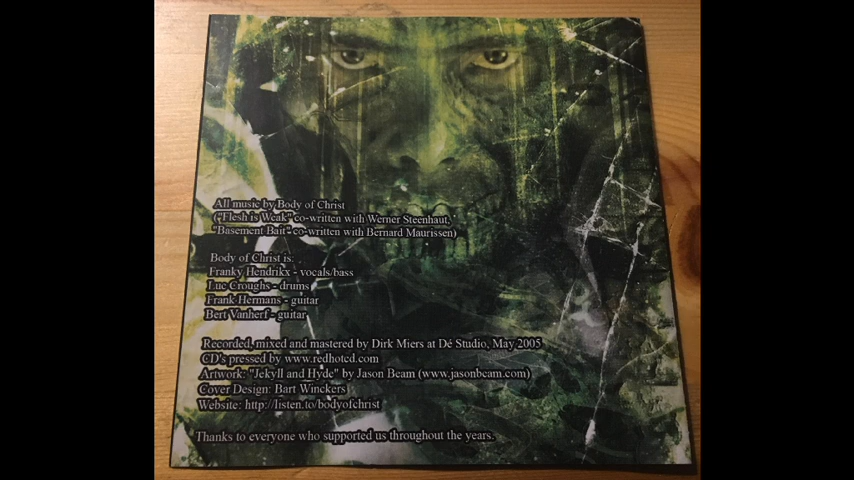 All music by Body of Christ
("Flesh is Weak" co-written with Werner Steenhaut,
"Basement Bait" co-written with Bernard Maurissen)
Body of Christ is:
Franky Hendrikx - vocals/bass
Luc Croughs - drums
Frank Hermans - guitar
Bert Vanherf - guitar
Recorded, mixed and mastered by Dirk Miers at Dé Studio, May 2005
CD's pressed by www.redhotcd.com
Artwork: "Jekyll and Hyde" by Jason Beam (www.jasonbeam.com)
Cover Design: Bart Winckers
Website: http://listen.to/bodyofchrist
Thanks to everyone who supported us throughout the years.